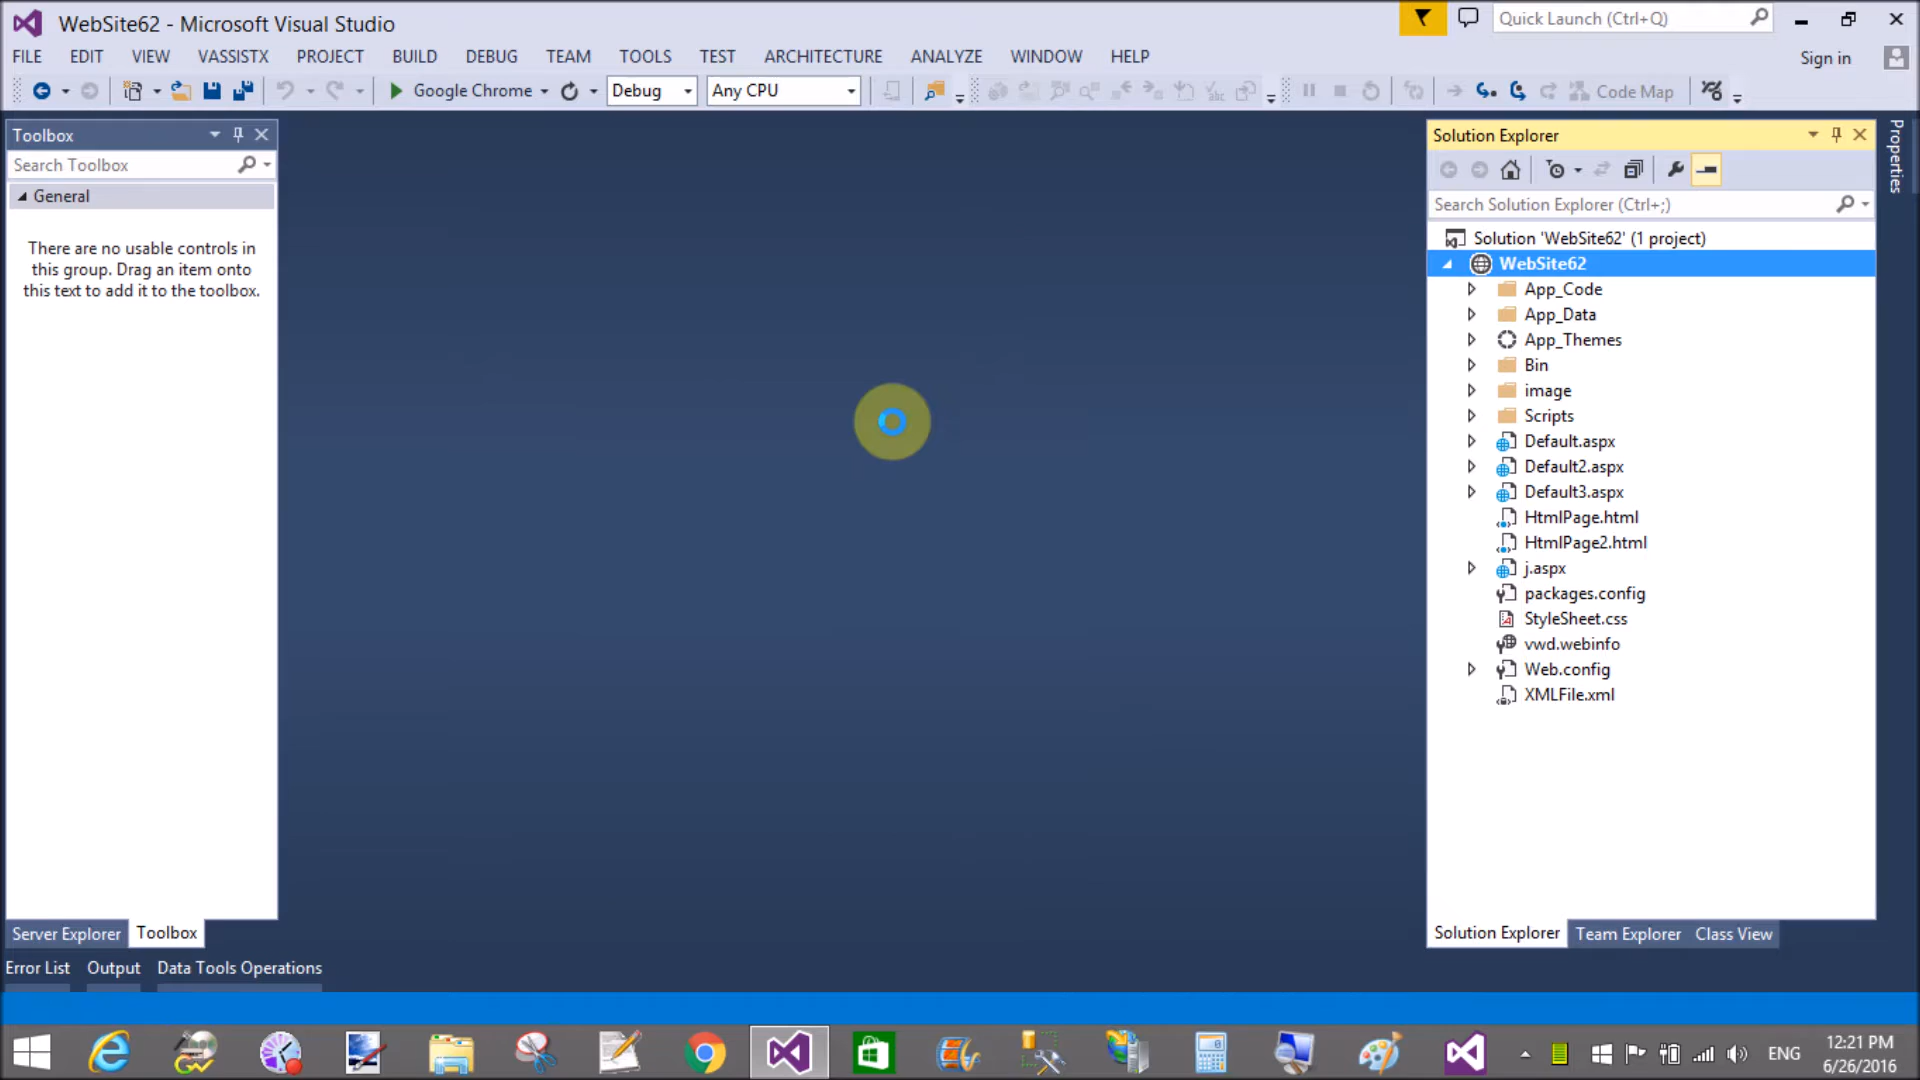 WebSite62 - Microsoft Visual Studio
Quick Launch (Ctrl+Q)
FILE EDIT VIEW VASSISTX PROJECT BUILD DEBUG TEAM TOOLS TEST ARCHITECTURE ANALYZE WINDOW HELP
Sign in
Google Chrome Debug Any CPU Code Map
Toolbox
Search Toolbox
General
There are no usable controls in
this group. Drag an item onto
this text to add it to the toolbox.
Server Explorer Toolbox
Error List Output Data Tools Operations
Solution Explorer
Search Solution Explorer (Ctrl+;)
Solution 'WebSite62' (1 project)
WebSite62
App_Code
App_Data
App_Themes
Bin
image
Scripts
Default.aspx
Default2.aspx
Default3.aspx
HtmlPage.html
HtmlPage2.html
j.aspx
packages.config
StyleSheet.css
vwd.webinfo
Web.config
XMLFile.xml
Solution Explorer Team Explorer Class View
Properties
ENG
12:21 PM
6/26/2016